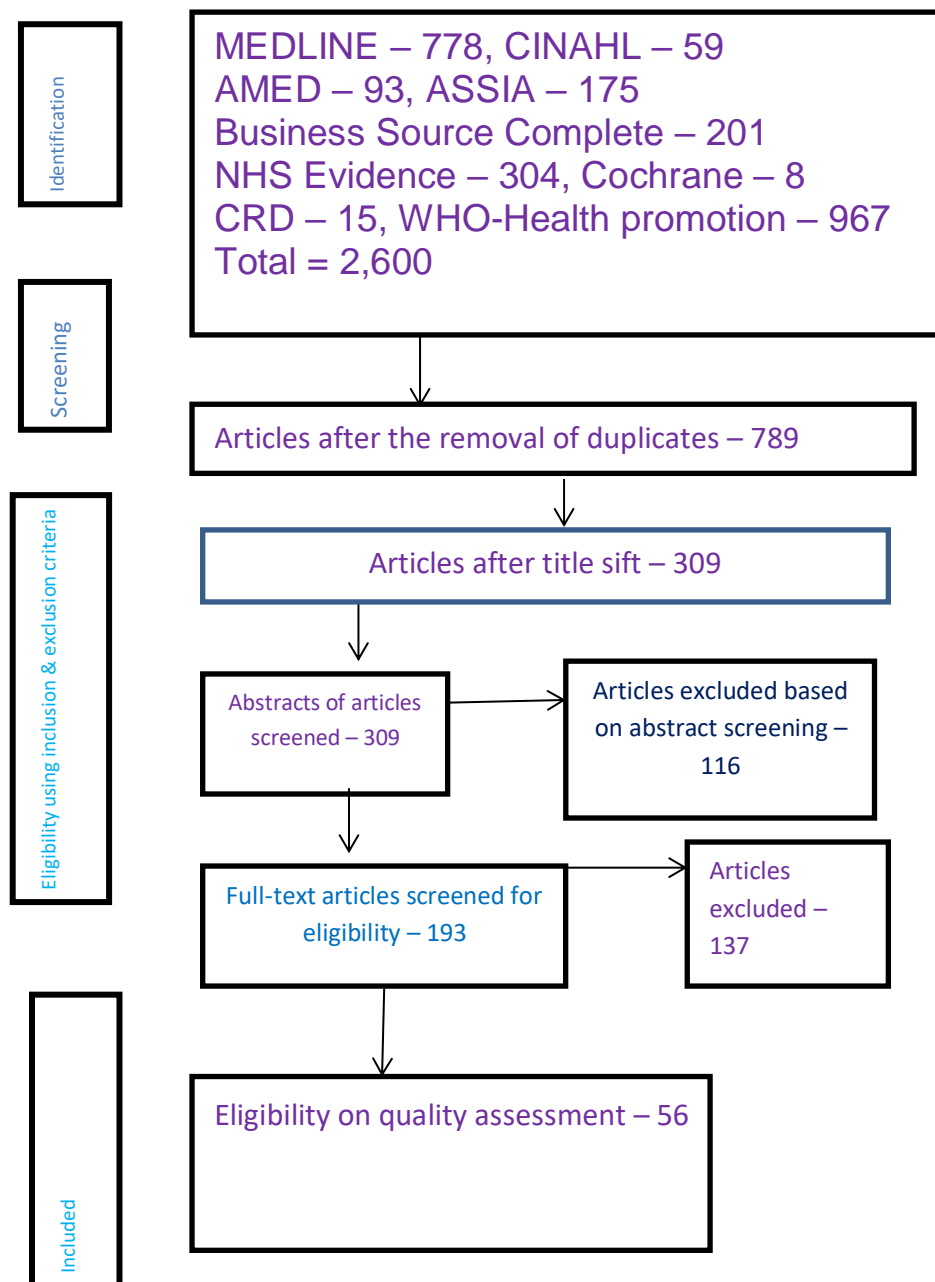 Identification
MEDLINE – 778, CINAHL – 59
AMED – 93, ASSIA – 175
Business Source Complete – 201
NHS Evidence – 304, Cochrane – 8
CRD – 15, WHO-Health promotion – 967
Total = 2,600
Screening
Articles after the removal of duplicates – 789
Eligibility using inclusion & exclusion criteria
Articles after title sift – 309
Abstracts of articles
screened – 309
Articles excluded based
on abstract screening –
116
Full-text articles screened for
eligibility – 193
Articles
excluded –
137
Included
Eligibility on quality assessment – 56